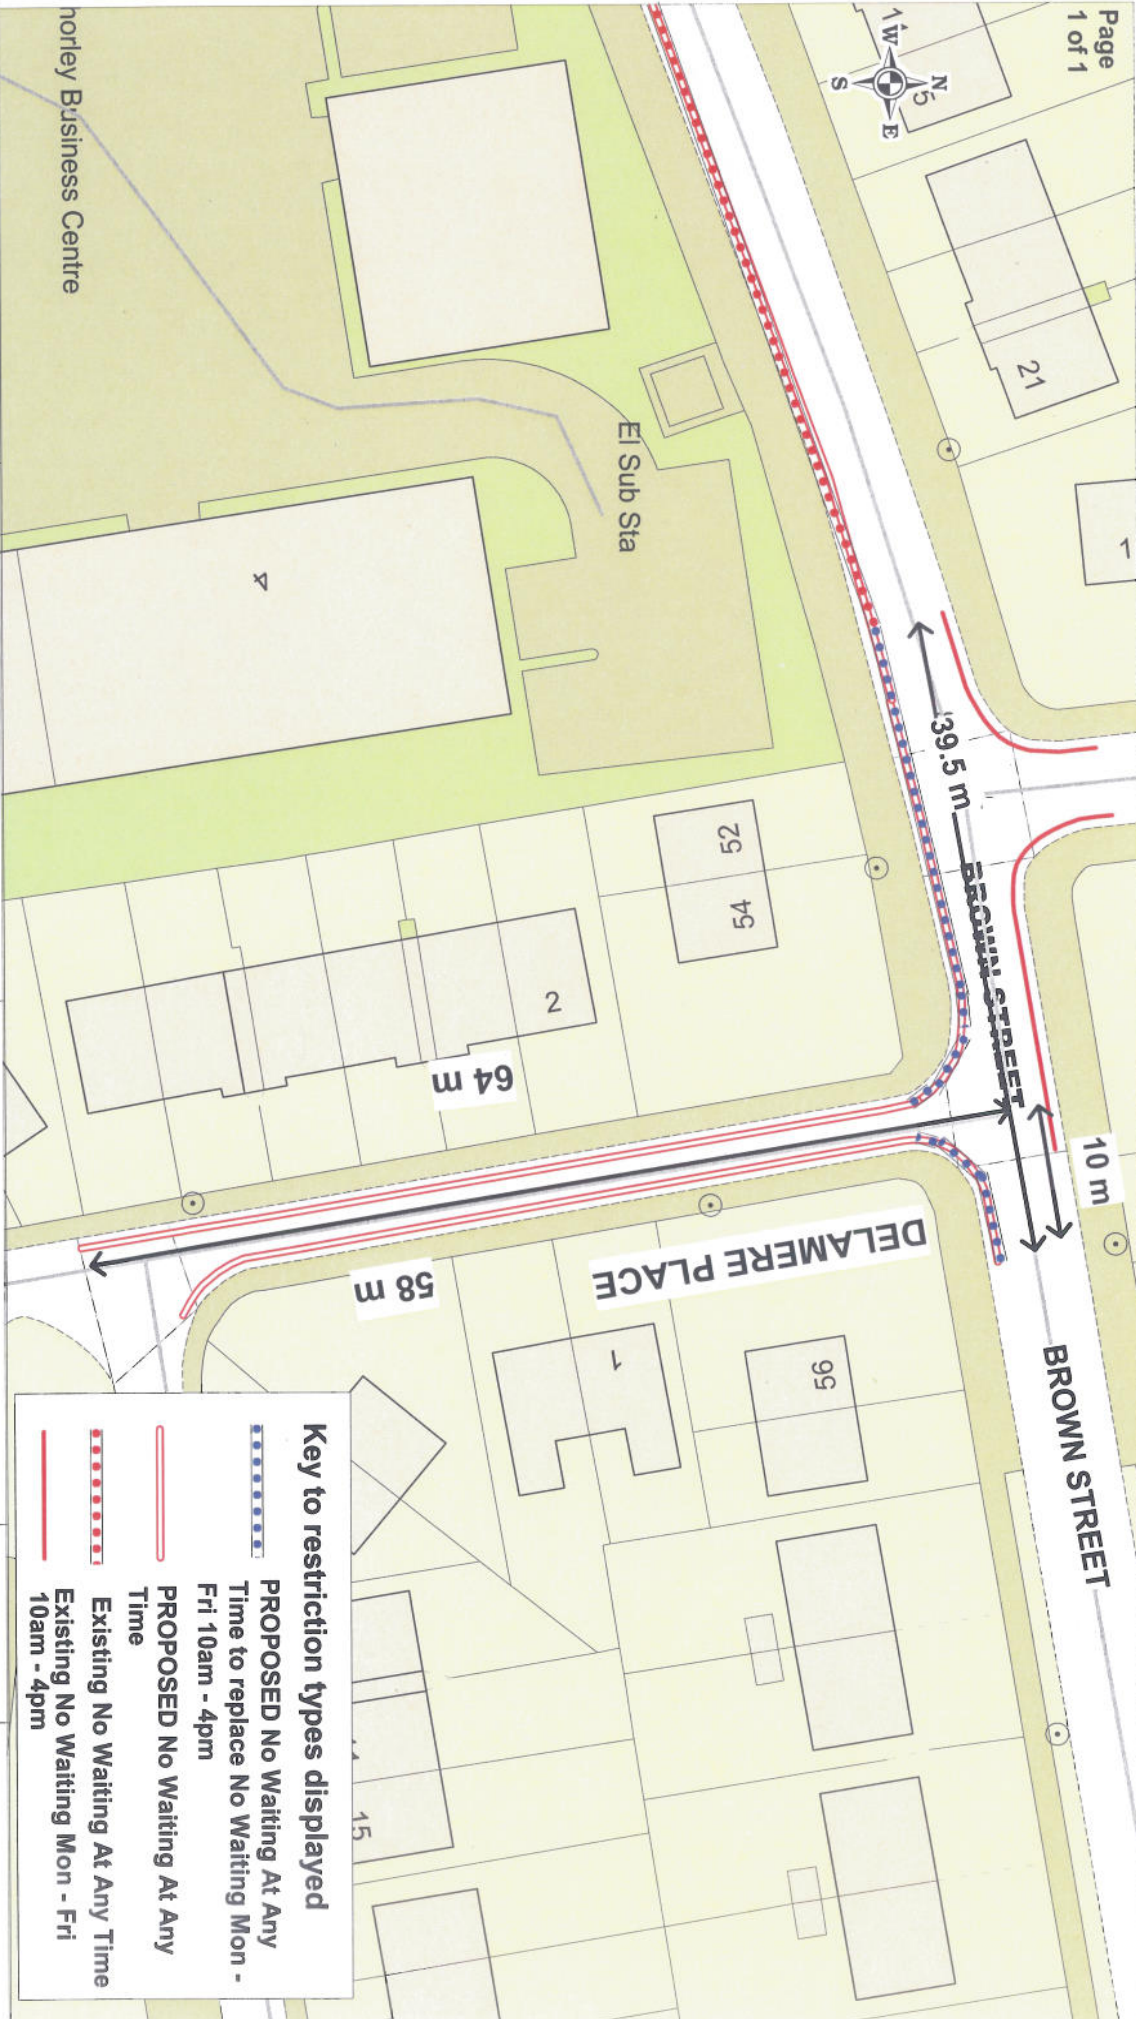 Page
1 of 1
N
W
E
S
5
21
1
horley Business Centre
El Sub Sta
4
39.5 m
BROWN STREET
10 m
52
54
2
64 m
58 m
DELAMERE PLACE
1
56
BROWN STREET
15
Key to restriction types displayed
PROPOSED No Waiting At Any
Time to replace No Waiting Mon -
Fri 10am - 4pm
PROPOSED No Waiting At Any
Time
Existing No Waiting At Any Time
Existing No Waiting Mon - Fri
10am - 4pm